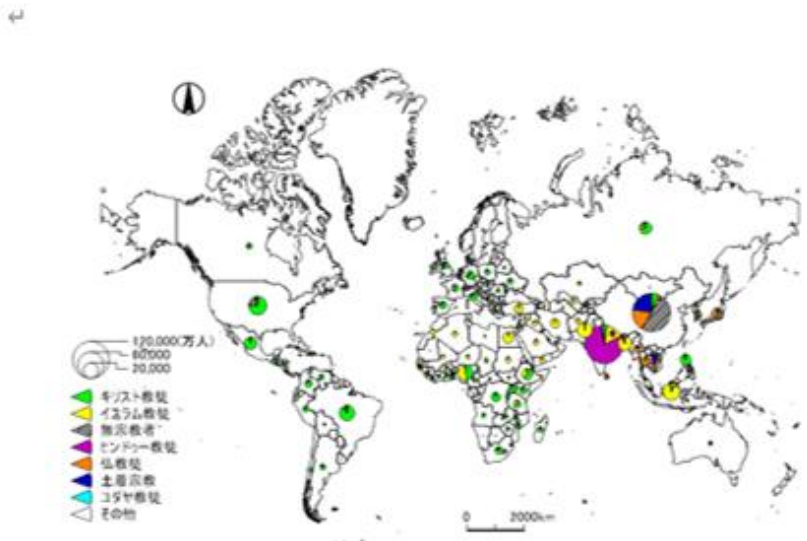 ↵
120,000(万人)
60,000
20,000
キリスト教徒
イスラム教徒
無宗教者
ヒンドゥー教徒
仏教徒
土着宗教
ユダヤ教徒
その他
0 2000km